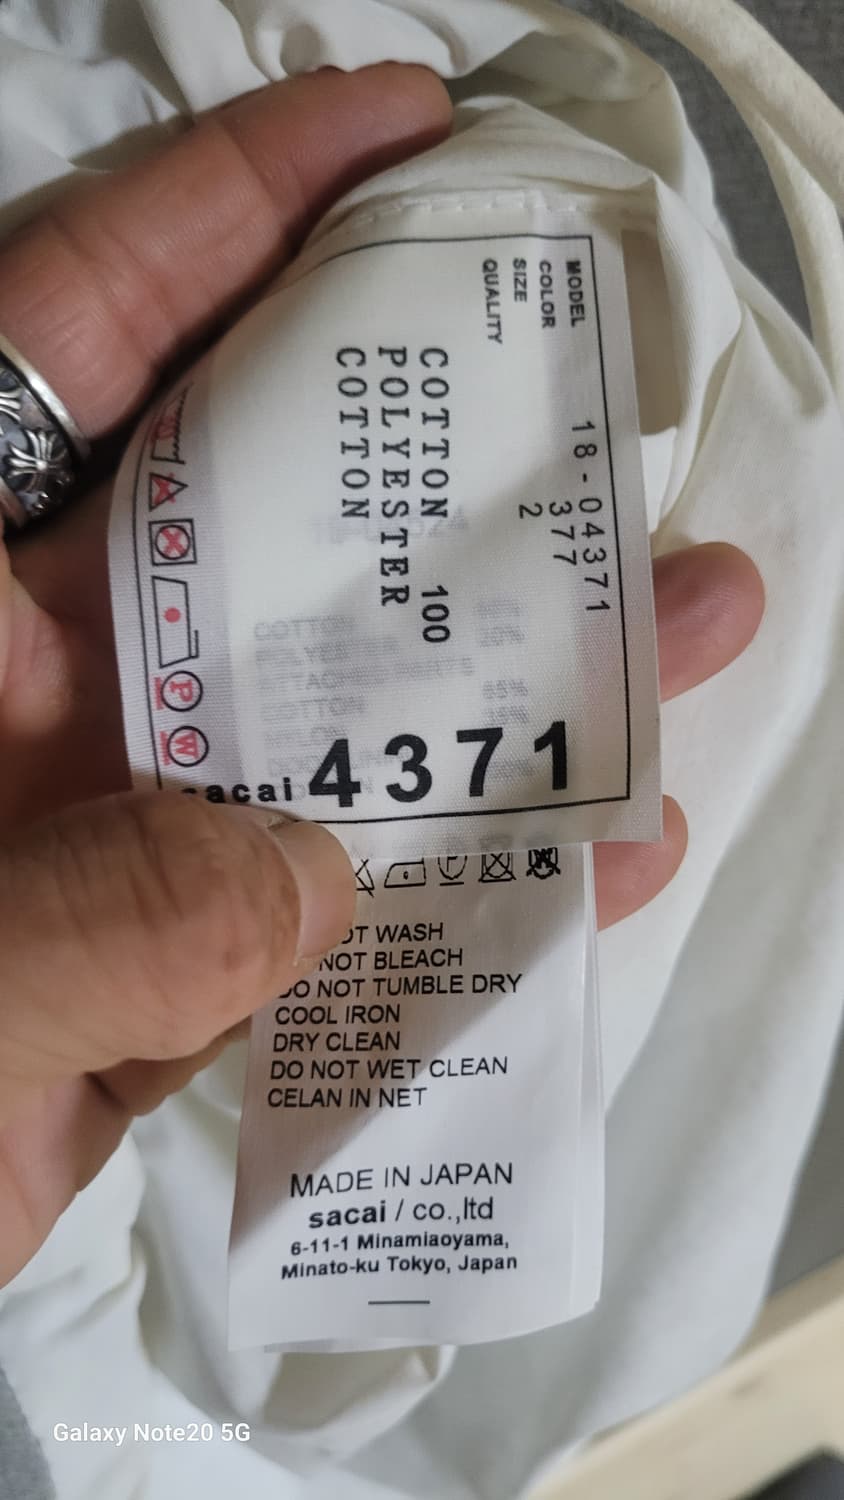 MODEL 18-04371
COLOR 377
SIZE 2
QUALITY
COTTON 100
POLYESTER
COTTON
sacai 4371
P
W
OT WASH
NOT BLEACH
DO NOT TUMBLE DRY
COOL IRON
DRY CLEAN
DO NOT WET CLEAN
CELAN IN NET
MADE IN JAPAN
sacai / co.,ltd
6-11-1 Minamiaoyama,
Minato-ku Tokyo, Japan
Galaxy Note20 5G